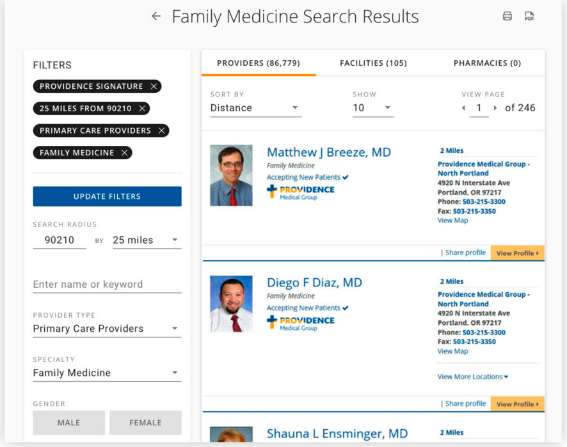 ← Family Medicine Search Results
PDF
FILTERS
PROVIDENCE SIGNATURE ×
25 MILES FROM 90210 ×
PRIMARY CARE PROVIDERS ×
FAMILY MEDICINE ×
UPDATE FILTERS
SEARCH RADIUS
90210 BY 25 miles
Enter name or keyword
PROVIDER TYPE
Primary Care Providers
SPECIALTY
Family Medicine
GENDER
MALE FEMALE
PROVIDERS (86,779) FACILITIES (105) PHARMACIES (0)
SORT BY SHOW VIEW PAGE
Distance 10 1 of 246
Matthew J Breeze, MD
Family Medicine
Accepting New Patients ✔
PROVIDENCE
Medical Group
2 Miles
Providence Medical Group -
North Portland
4920 N Interstate Ave
Portland, OR 97217
Phone: 503-215-3300
Fax: 503-215-3350
View Map
| Share profile View Profile
Diego F Diaz, MD
Family Medicine
Accepting New Patients ✔
PROVIDENCE
Medical Group
2 Miles
Providence Medical Group -
North Portland
4920 N Interstate Ave
Portland, OR 97217
Phone: 503-215-3300
Fax: 503-215-3350
View Map
View More Locations
| Share profile View Profile
Shauna L Ensminger, MD
2 Miles